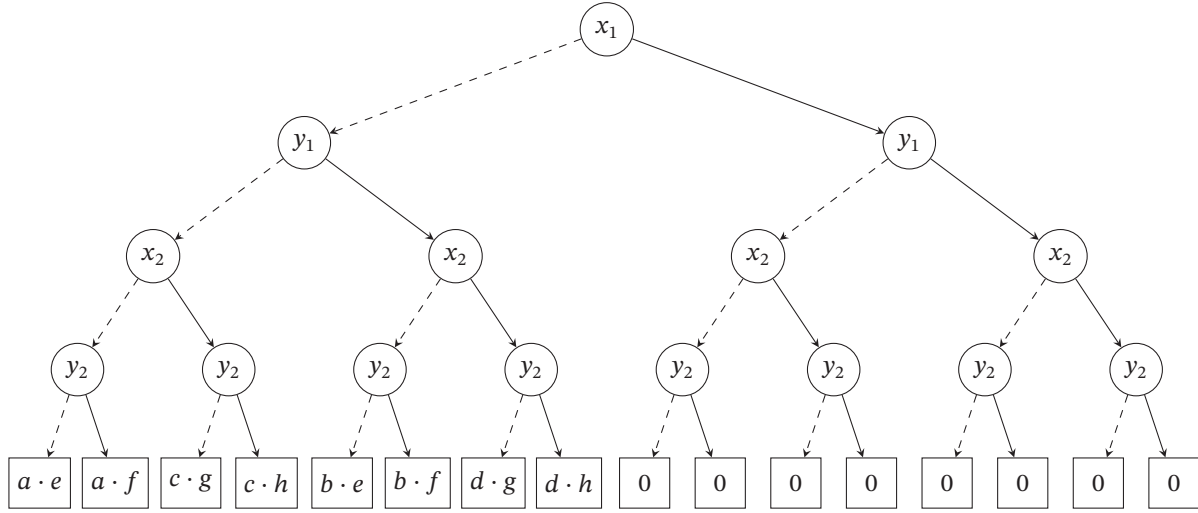 x₁
y₁ y₁
x₂ x₂ x₂ x₂
y₂ y₂ y₂ y₂ y₂ y₂ y₂ y₂
a · e a · f c · g c · h b · e b · f d · g d · h 0 0 0 0 0 0 0 0